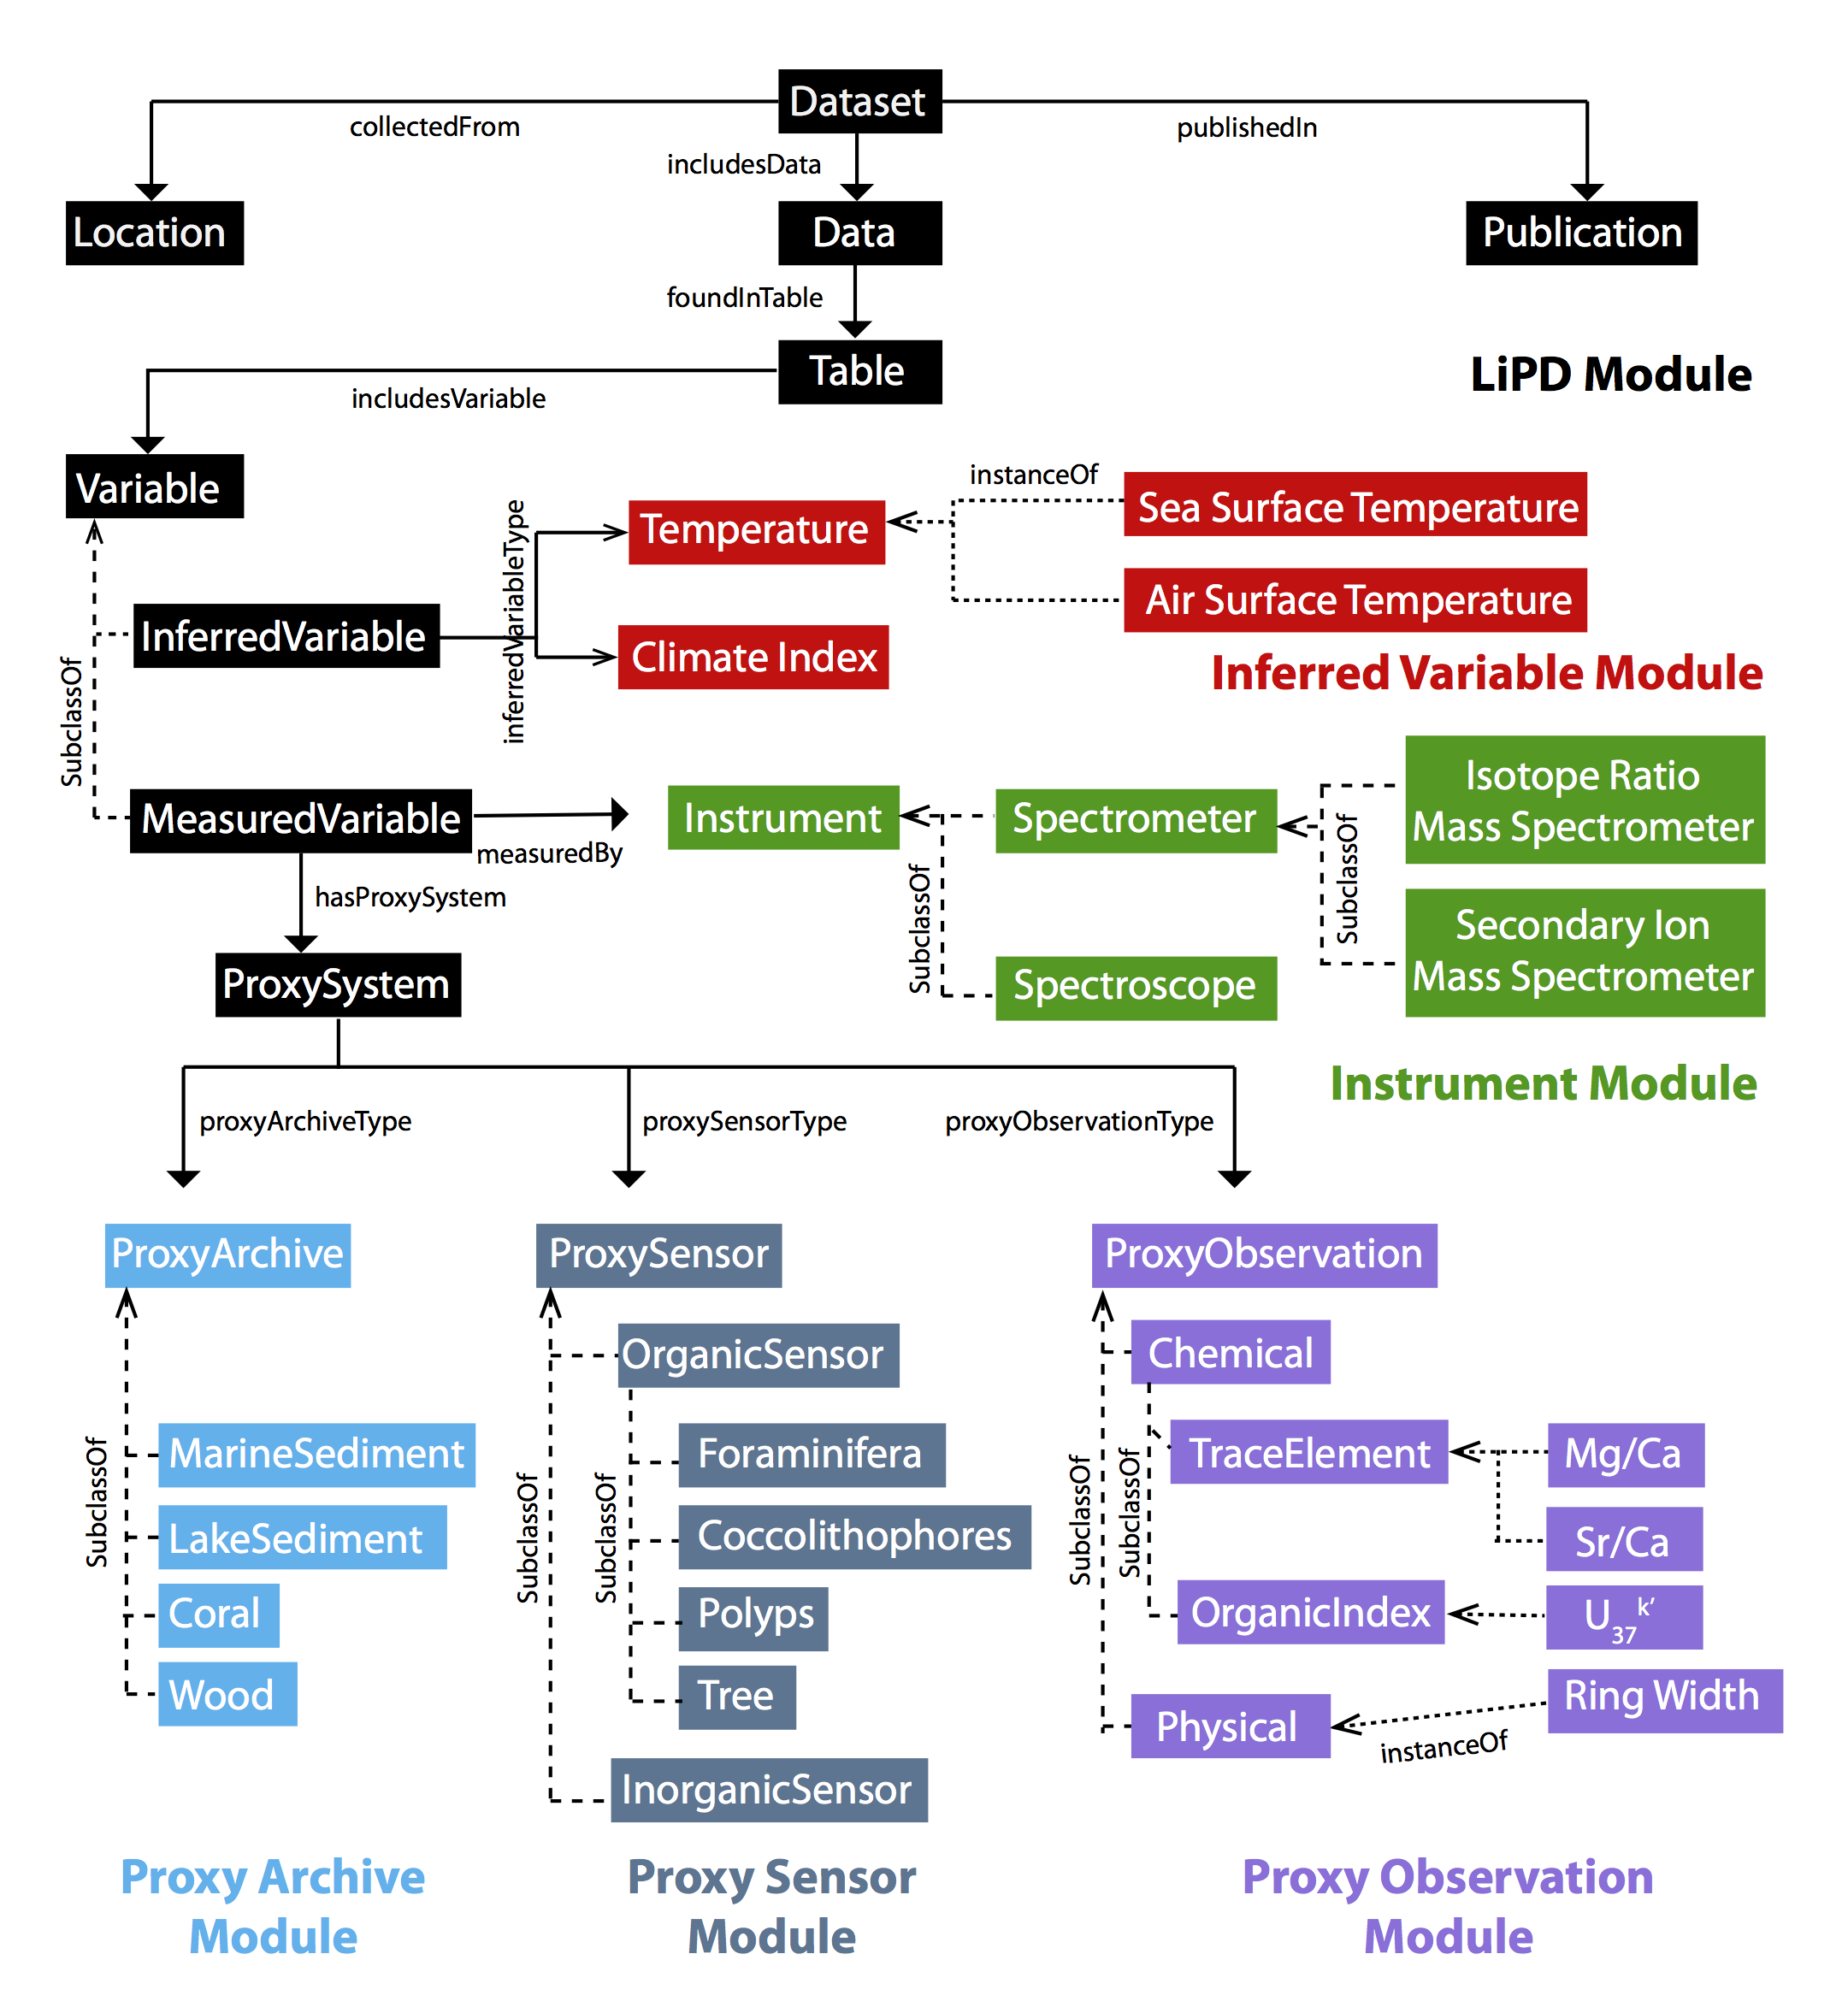 Dataset
collectedFrom
publishedIn
includesData
Location
Data
Publication
foundInTable
Table
LiPD Module
includesVariable
Variable
instanceOf
Sea Surface Temperature
Temperature
inferredVariableType
Air Surface Temperature
InferredVariable
Climate Index
Inferred Variable Module
SubclassOf
Isotope Ratio
Mass Spectrometer
MeasuredVariable
Instrument
Spectrometer
measuredBy
SubclassOf
SubclassOf
hasProxySystem
Secondary Ion
Mass Spectrometer
ProxySystem
Spectroscope
Instrument Module
proxyArchiveType
proxySensorType
proxyObservationType
ProxyArchive
ProxySensor
ProxyObservation
OrganicSensor
Chemical
MarineSediment
Foraminifera
TraceElement
Mg/Ca
SubclassOf
SubclassOf
SubclassOf
SubclassOf
SubclassOf
LakeSediment
Coccolithophores
Sr/Ca
Coral
Polyps
OrganicIndex
U37k’
Wood
Tree
Ring Width
Physical
instanceOf
InorganicSensor
Proxy Archive
Module
Proxy Sensor
Module
Proxy Observation
Module